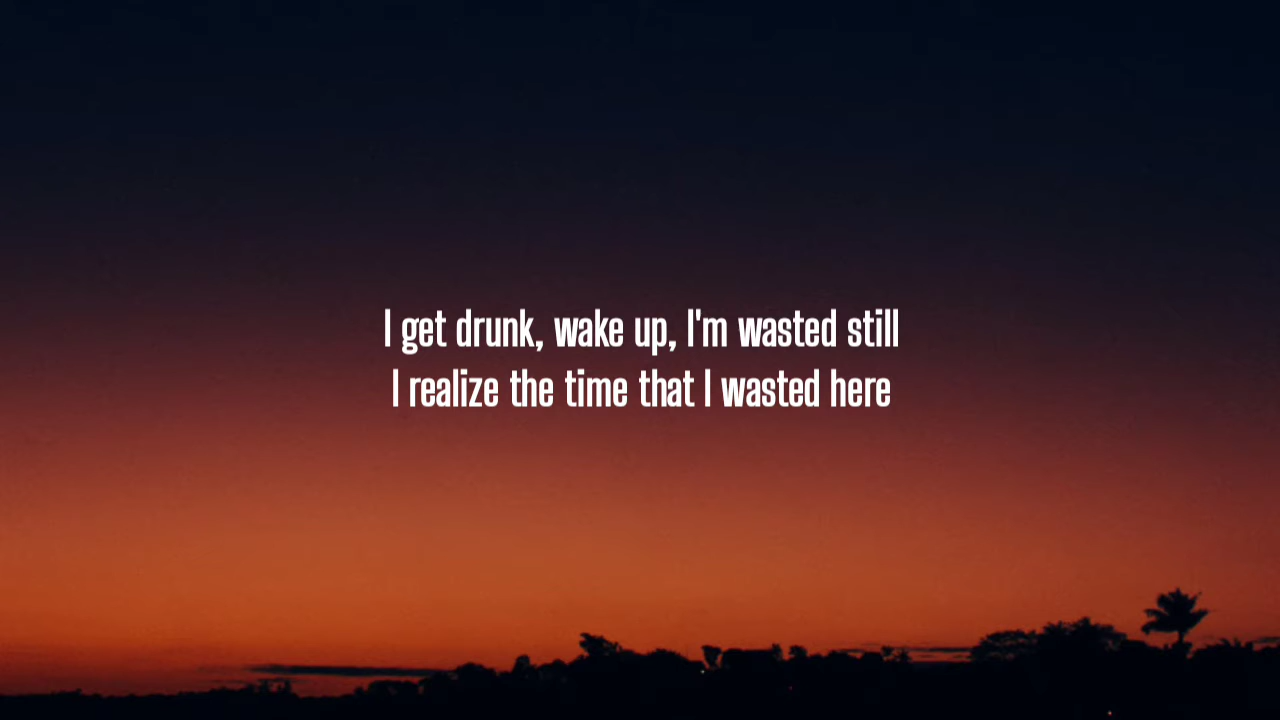 I get drunk, wake up, I'm wasted still
I realize the time that I wasted here